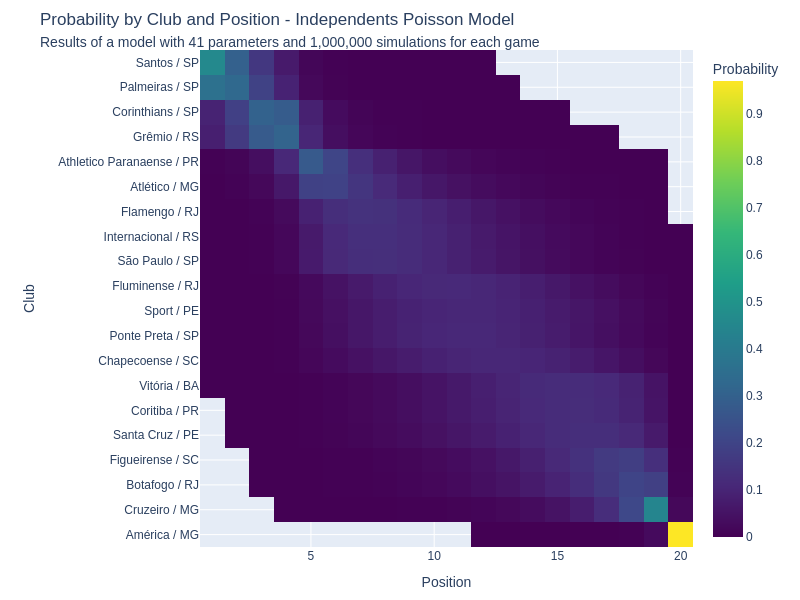 Probability by Club and Position - Independents Poisson Model
Results of a model with 41 parameters and 1,000,000 simulations for each game
Probability
Santos / SP
Palmeiras / SP
Corinthians / SP
Grêmio / RS
Athletico Paranaense / PR
Atlético / MG
Flamengo / RJ
Internacional / RS
São Paulo / SP
Fluminense / RJ
Sport / PE
Ponte Preta / SP
Chapecoense / SC
Vitória / BA
Coritiba / PR
Santa Cruz / PE
Figueirense / SC
Botafogo / RJ
Cruzeiro / MG
América / MG
Club
5
10
15
20
Position
0.9
0.8
0.7
0.6
0.5
0.4
0.3
0.2
0.1
0